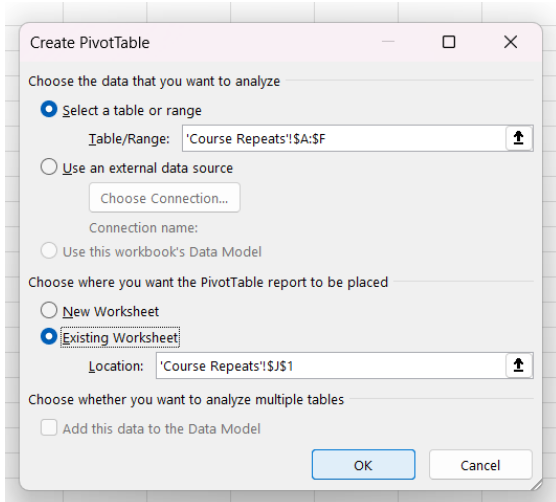 Create PivotTable
Choose the data that you want to analyze
Select a table or range
Table/Range: 'Course Repeats'!$A:$F
Use an external data source
Choose Connection...
Connection name:
Use this workbook's Data Model
Choose where you want the PivotTable report to be placed
New Worksheet
Existing Worksheet
Location: 'Course Repeats'!$J$1
Choose whether you want to analyze multiple tables
Add this data to the Data Model
OK Cancel